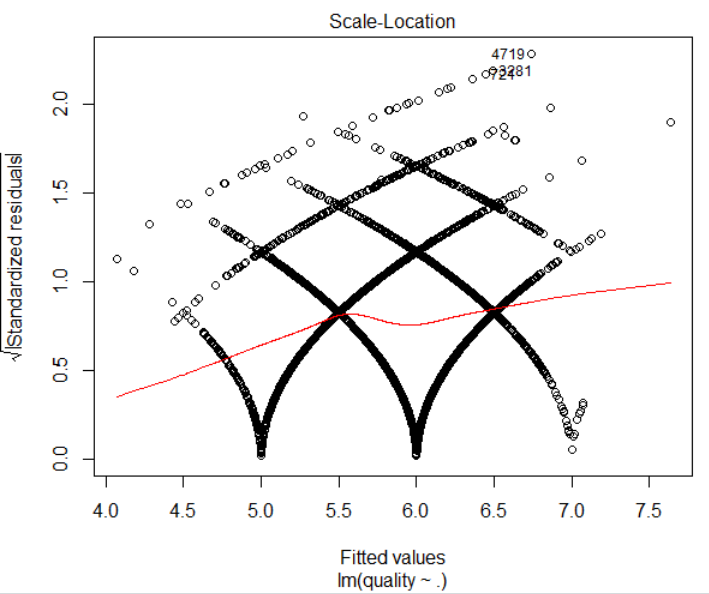 Scale-Location
4719
3281
724
√|Standardized residuals|
2.0
1.5
1.0
0.5
0.0
4.0 4.5 5.0 5.5 6.0 6.5 7.0 7.5
Fitted values
lm(quality ~ .)